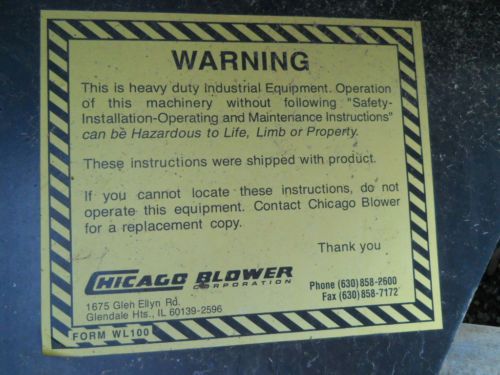 WARNING
This is heavy duty Industrial Equipment. Operation
of this machinery without following "Safety-
Installation-Operating and Maintenance Instructions"
can be Hazardous to Life, Limb or Property.
These instructions were shipped with product.
If you cannot locate these instructions, do not
operate this equipment. Contact Chicago Blower
for a replacement copy.
Thank you
CHICAGO BLOWER
CORPORATION
1675 Glen Ellyn Rd.
Glendale Hts., IL 60139-2596
Phone (630) 858-2600
Fax (630) 858-7172
FORM WL100